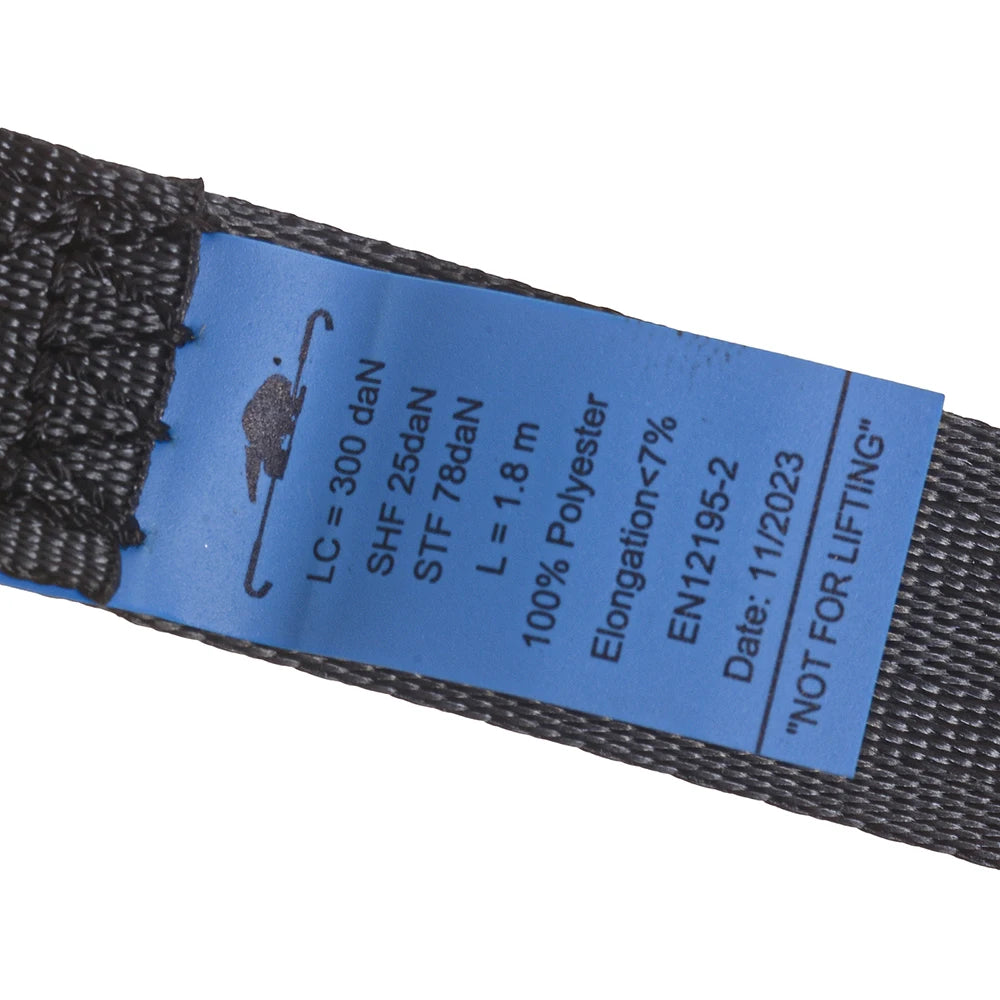 LC = 300 daN
SHF 25daN
STF 78daN
L = 1.8 m
100% Polyester
Elongation<7%
EN12195-2
Date: 11/2023
"NOT FOR LIFTING"